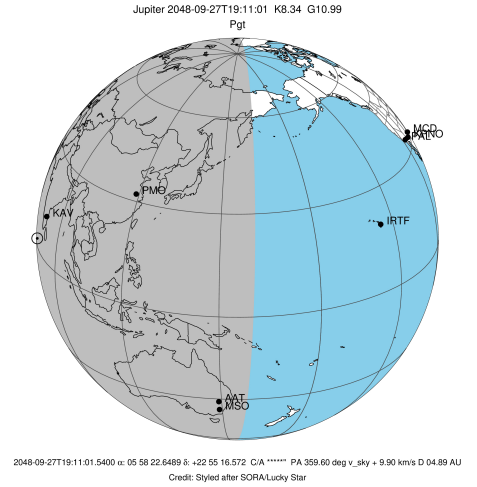 Jupiter 2048-09-27T19:11:01  K8.34  G10.99
Pgt
MCD
PAL
KAV
PMO
IRTF
AAT
MSO
2048-09-27T19:11:01.5400 α: 05 58 22.6489 δ: +22 55 16.572  C/A *****"  PA 359.60 deg v_sky + 9.90 km/s D 04.89 AU
Credit: Styled after SORA/Lucky Star